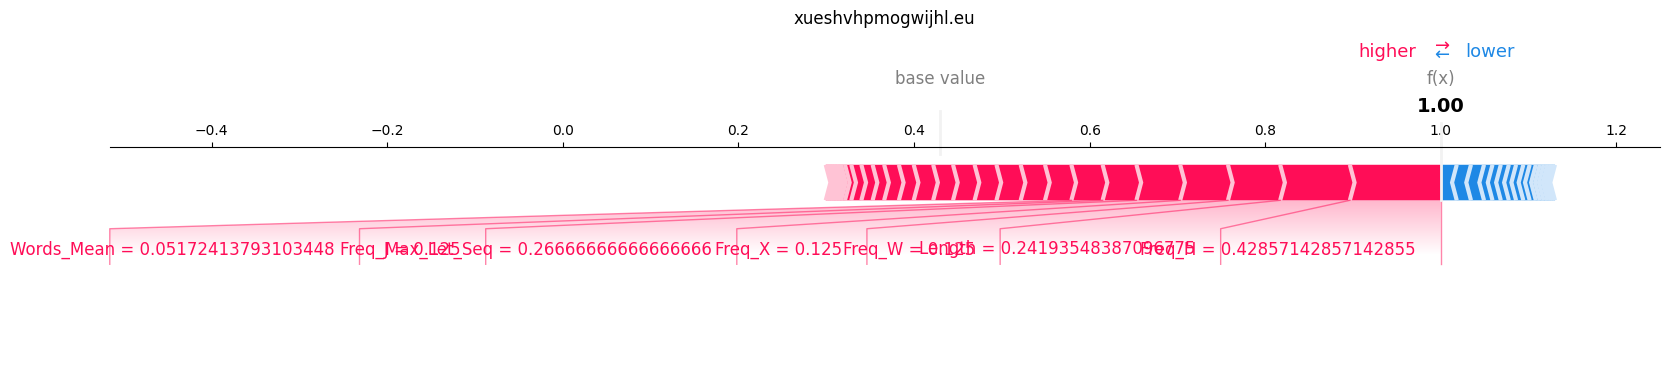 xueshvhpmogwijhl.eu
higher ⇄ lower
base value f(x)
1.00
−0.4 −0.2 0.0 0.2 0.4 0.6 0.8 1.0 1.2
Words_Mean = 0.05172413793103448 Freq_J = 0.125 Max_Let_Seq = 0.26666666666666666 Freq_X = 0.125 Freq_W = 0.125 Length = 0.24193548387096775 Freq_H = 0.42857142857142855